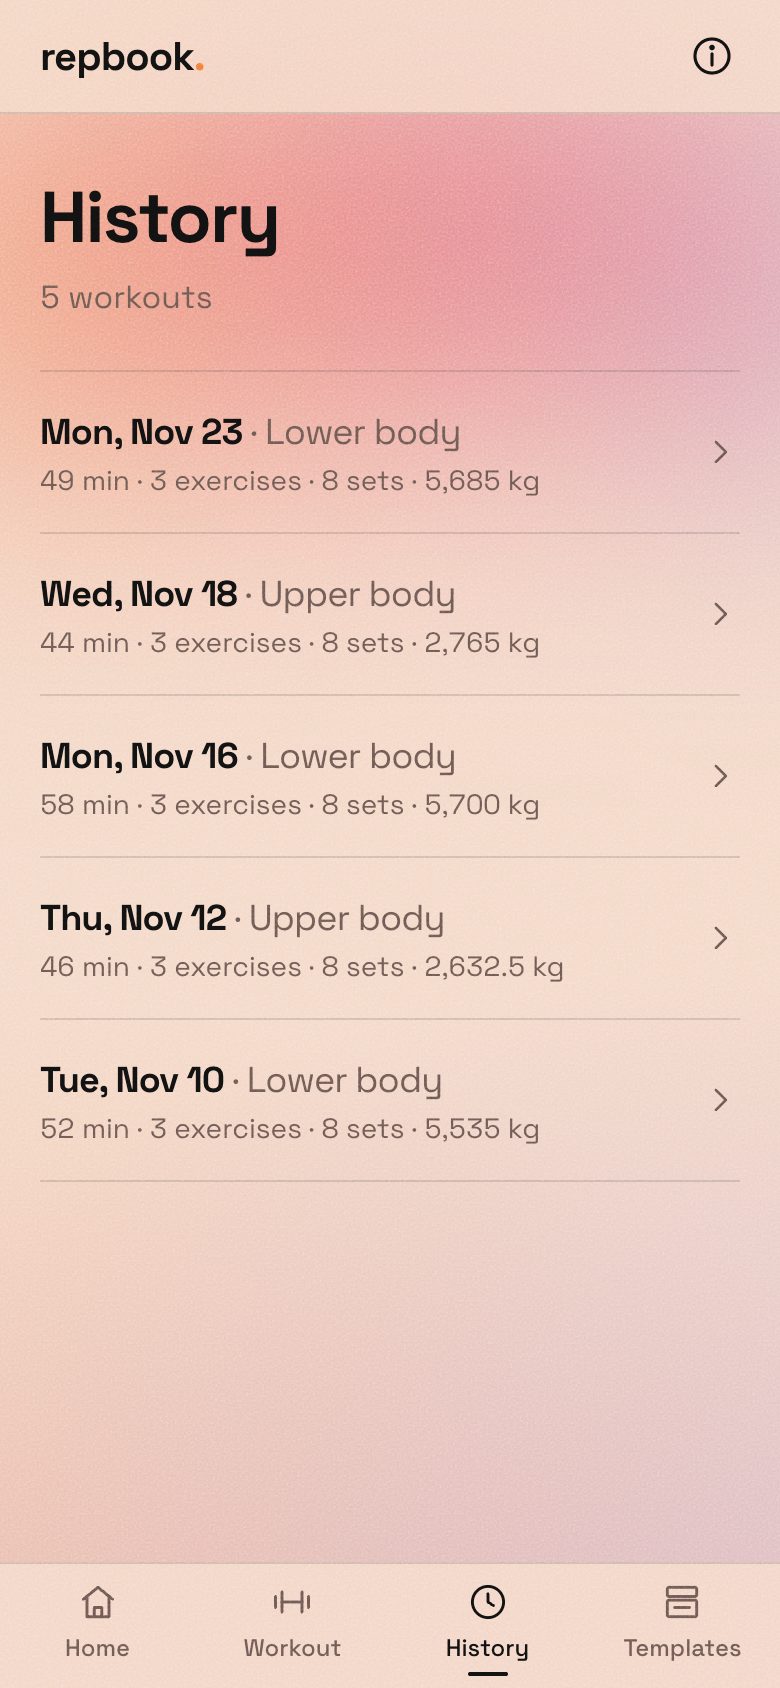 repbook.
History
5 workouts
Mon, Nov 23 · Lower body
49 min · 3 exercises · 8 sets · 5,685 kg
Wed, Nov 18 · Upper body
44 min · 3 exercises · 8 sets · 2,765 kg
Mon, Nov 16 · Lower body
58 min · 3 exercises · 8 sets · 5,700 kg
Thu, Nov 12 · Upper body
46 min · 3 exercises · 8 sets · 2,632.5 kg
Tue, Nov 10 · Lower body
52 min · 3 exercises · 8 sets · 5,535 kg
Home Workout History Templates